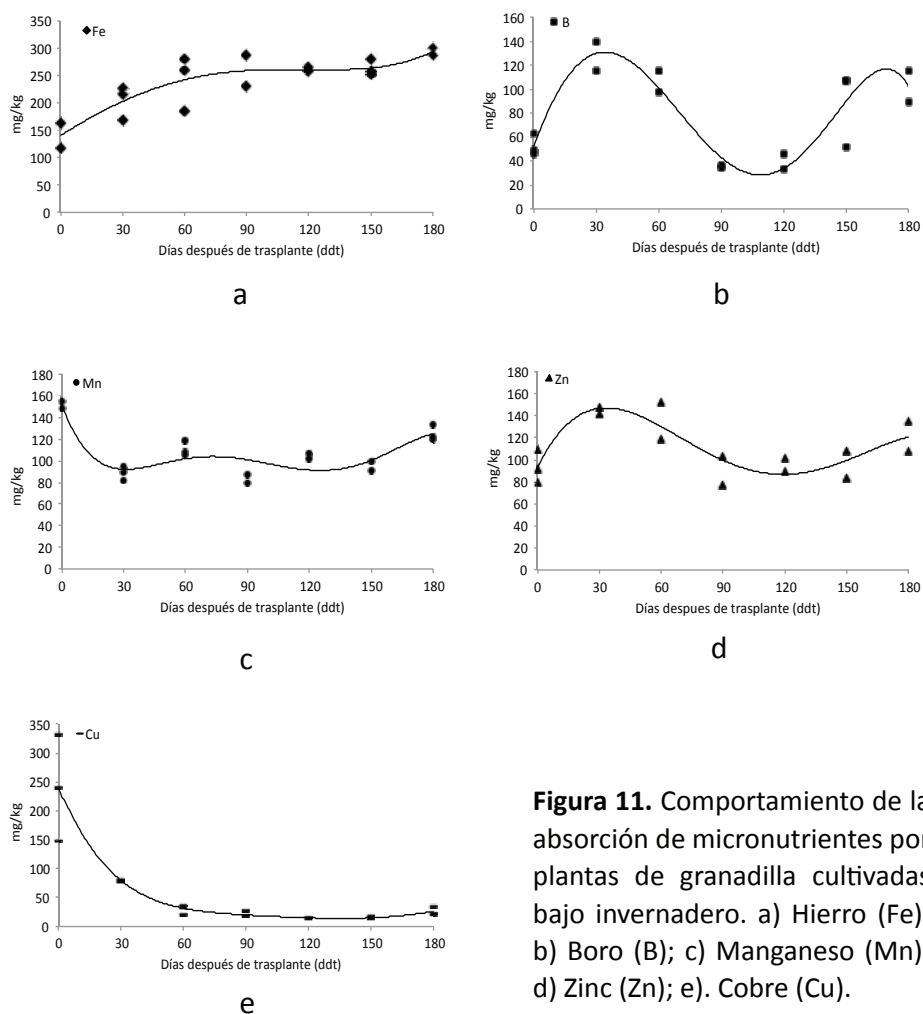 Fe
350
300
250
200
150
100
50
0
mg/kg
0 30 60 90 120 150 180
Días después de trasplante (ddt)
a
B
160
140
120
100
80
60
40
20
0
mg/kg
0 30 60 90 120 150 180
Días después de trasplante (ddt)
b
Mn
180
160
140
120
100
80
60
40
20
0
mg/kg
0 30 60 90 120 150 180
Días después de trasplante (ddt)
c
Zn
180
160
140
120
100
80
60
40
20
0
mg/kg
0 30 60 90 120 150 180
Días despues de trasplante (ddt)
d
Cu
350
300
250
200
150
100
50
0
mg/kg
0 30 60 90 120 150 180
Días después de trasplante (ddt)
e
Figura 11. Comportamiento de la
absorción de micronutrientes por
plantas de granadilla cultivadas
bajo invernadero. a) Hierro (Fe)
b) Boro (B); c) Manganeso (Mn)
d) Zinc (Zn); e). Cobre (Cu).